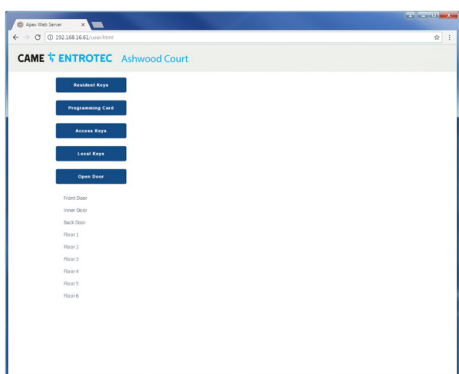 Apex Web Server
192.168.16.61/user.html
CAME ENTROTEC Ashwood Court
Resident Keys
Programming Card
Access Keys
Local Keys
Open Door
Front Door
Inner Door
Back Door
Floor 1
Floor 2
Floor 3
Floor 4
Floor 5
Floor 6